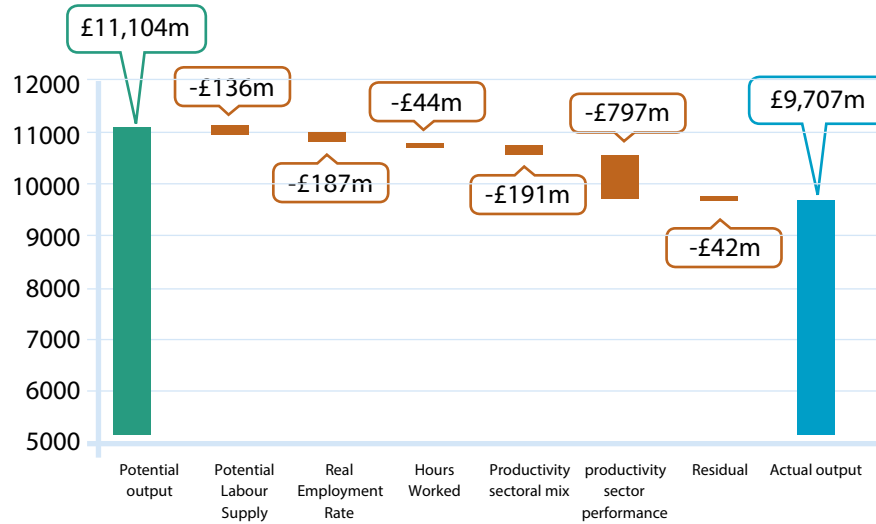 £11,104m
-£136m
-£44m
-£797m
£9,707m
-£187m
-£191m
-£42m
12000
11000
10000
9000
8000
7000
6000
5000
Potential
output
Potential
Labour
Supply
Real
Employment
Rate
Hours
Worked
Productivity
sectoral mix
productivity
sector
performance
Residual
Actual output